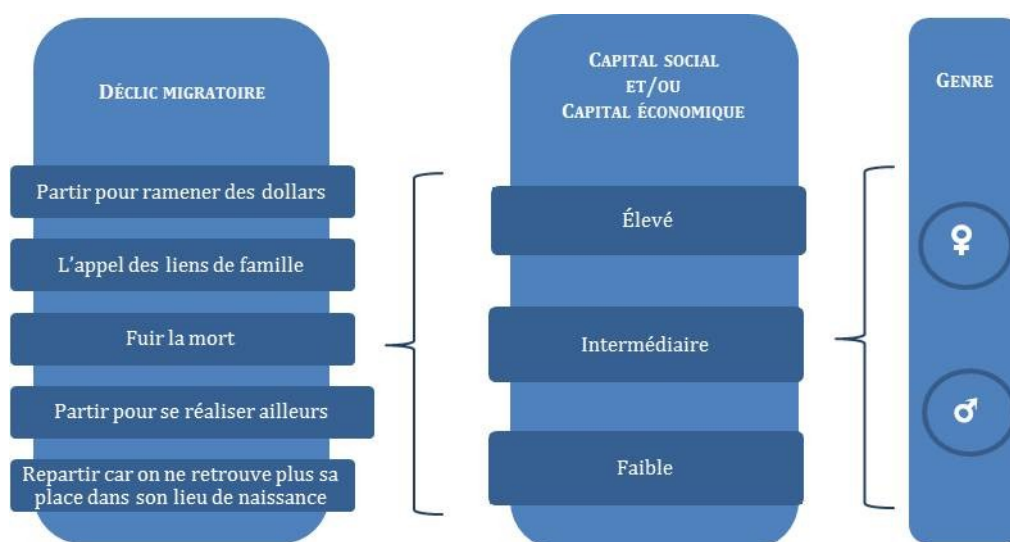 DÉCLIC MIGRATOIRE
Partir pour ramener des dollars
L'appel des liens de famille
Fuir la mort
Partir pour se réaliser ailleurs
Repartir car on ne retrouve plus sa
place dans son lieu de naissance
CAPITAL SOCIAL
ET/OU
CAPITAL ÉCONOMIQUE
Élevé
Intermédiaire
Faible
GENRE
♀
♂